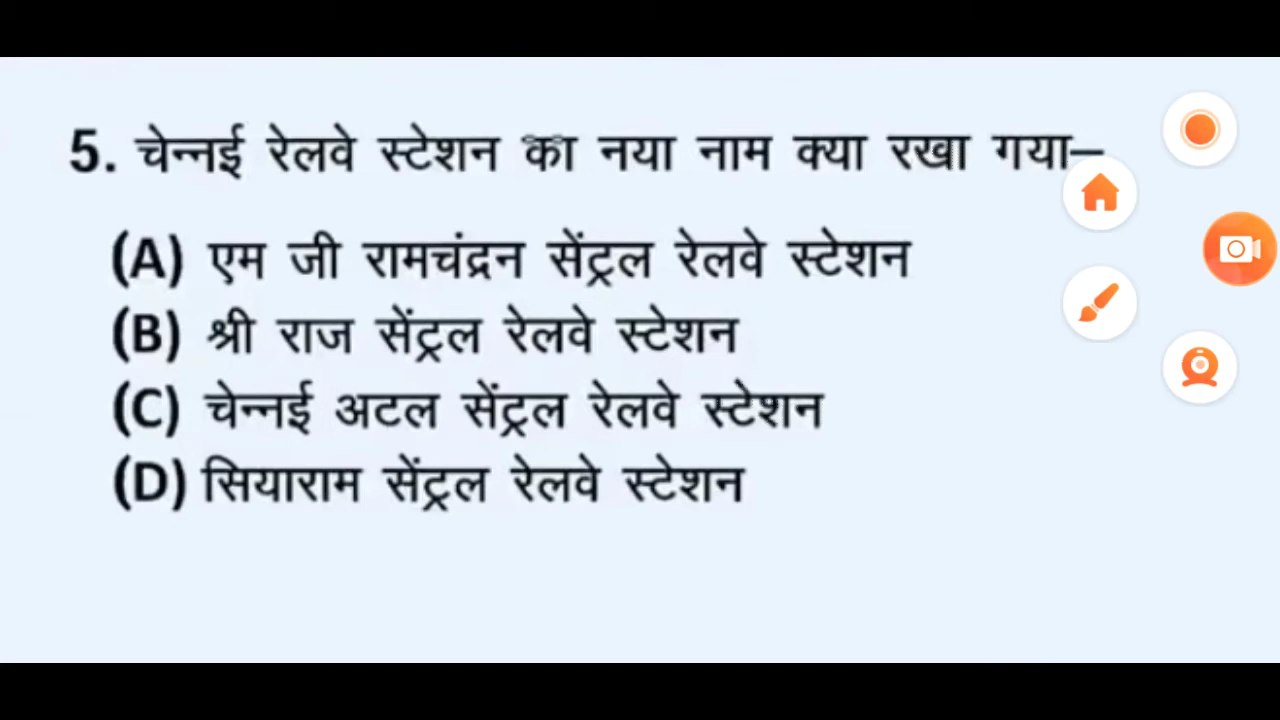 5. चेन्नई रेलवे स्टेशन का नया नाम क्या रखा गया–
(A) एम जी रामचंद्रन सेंट्रल रेलवे स्टेशन
(B) श्री राज सेंट्रल रेलवे स्टेशन
(C) चेन्नई अटल सेंट्रल रेलवे स्टेशन
(D) सियाराम सेंट्रल रेलवे स्टेशन